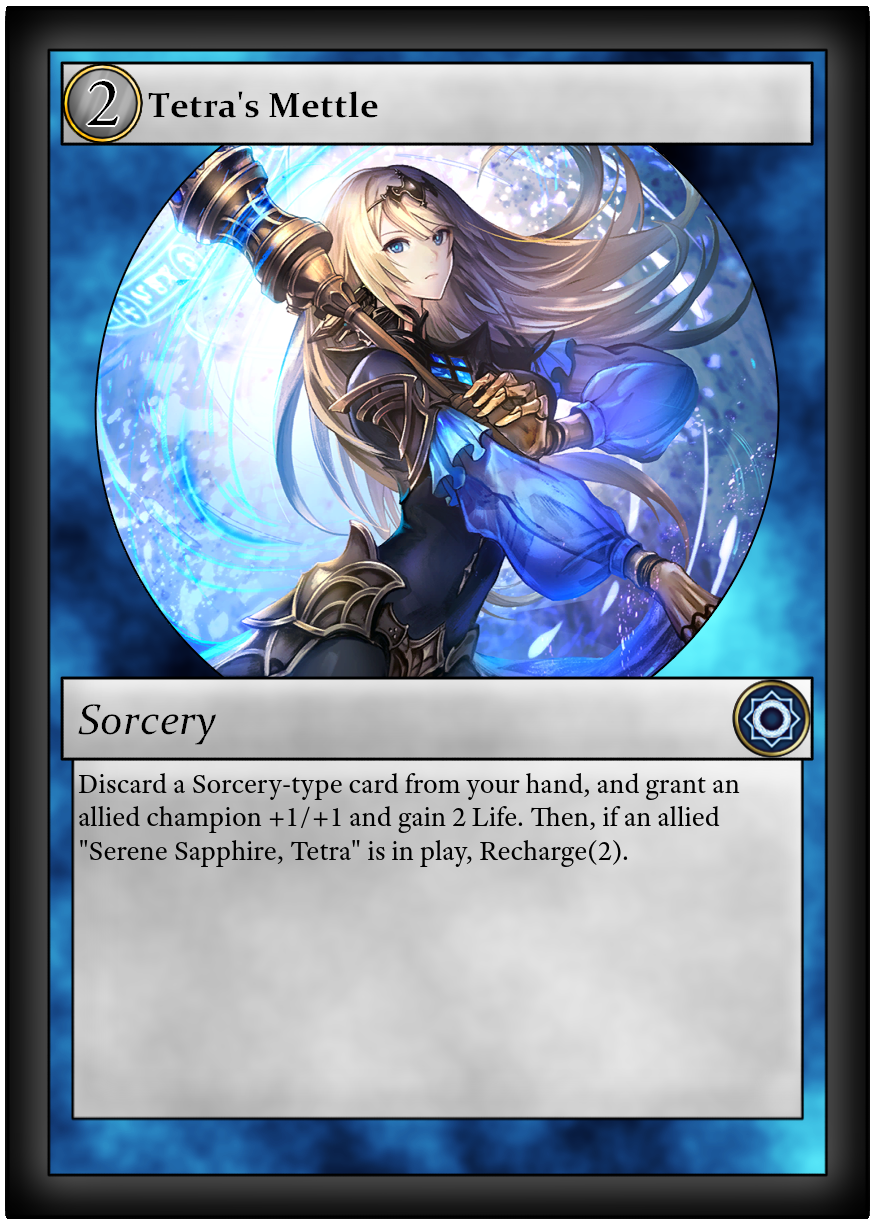 2 Tetra's Mettle
Sorcery
Discard a Sorcery-type card from your hand, and grant an
allied champion +1/+1 and gain 2 Life. Then, if an allied
"Serene Sapphire, Tetra" is in play, Recharge(2).